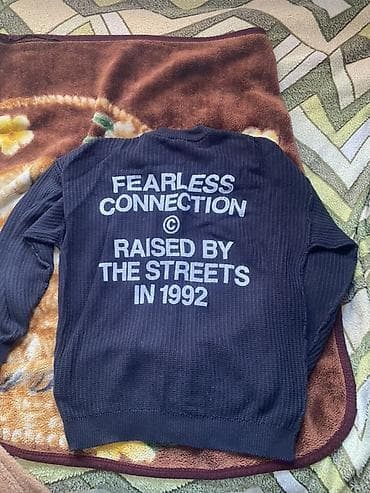 FEARLESS
CONNECTION
©
RAISED BY
THE STREETS
IN 1992